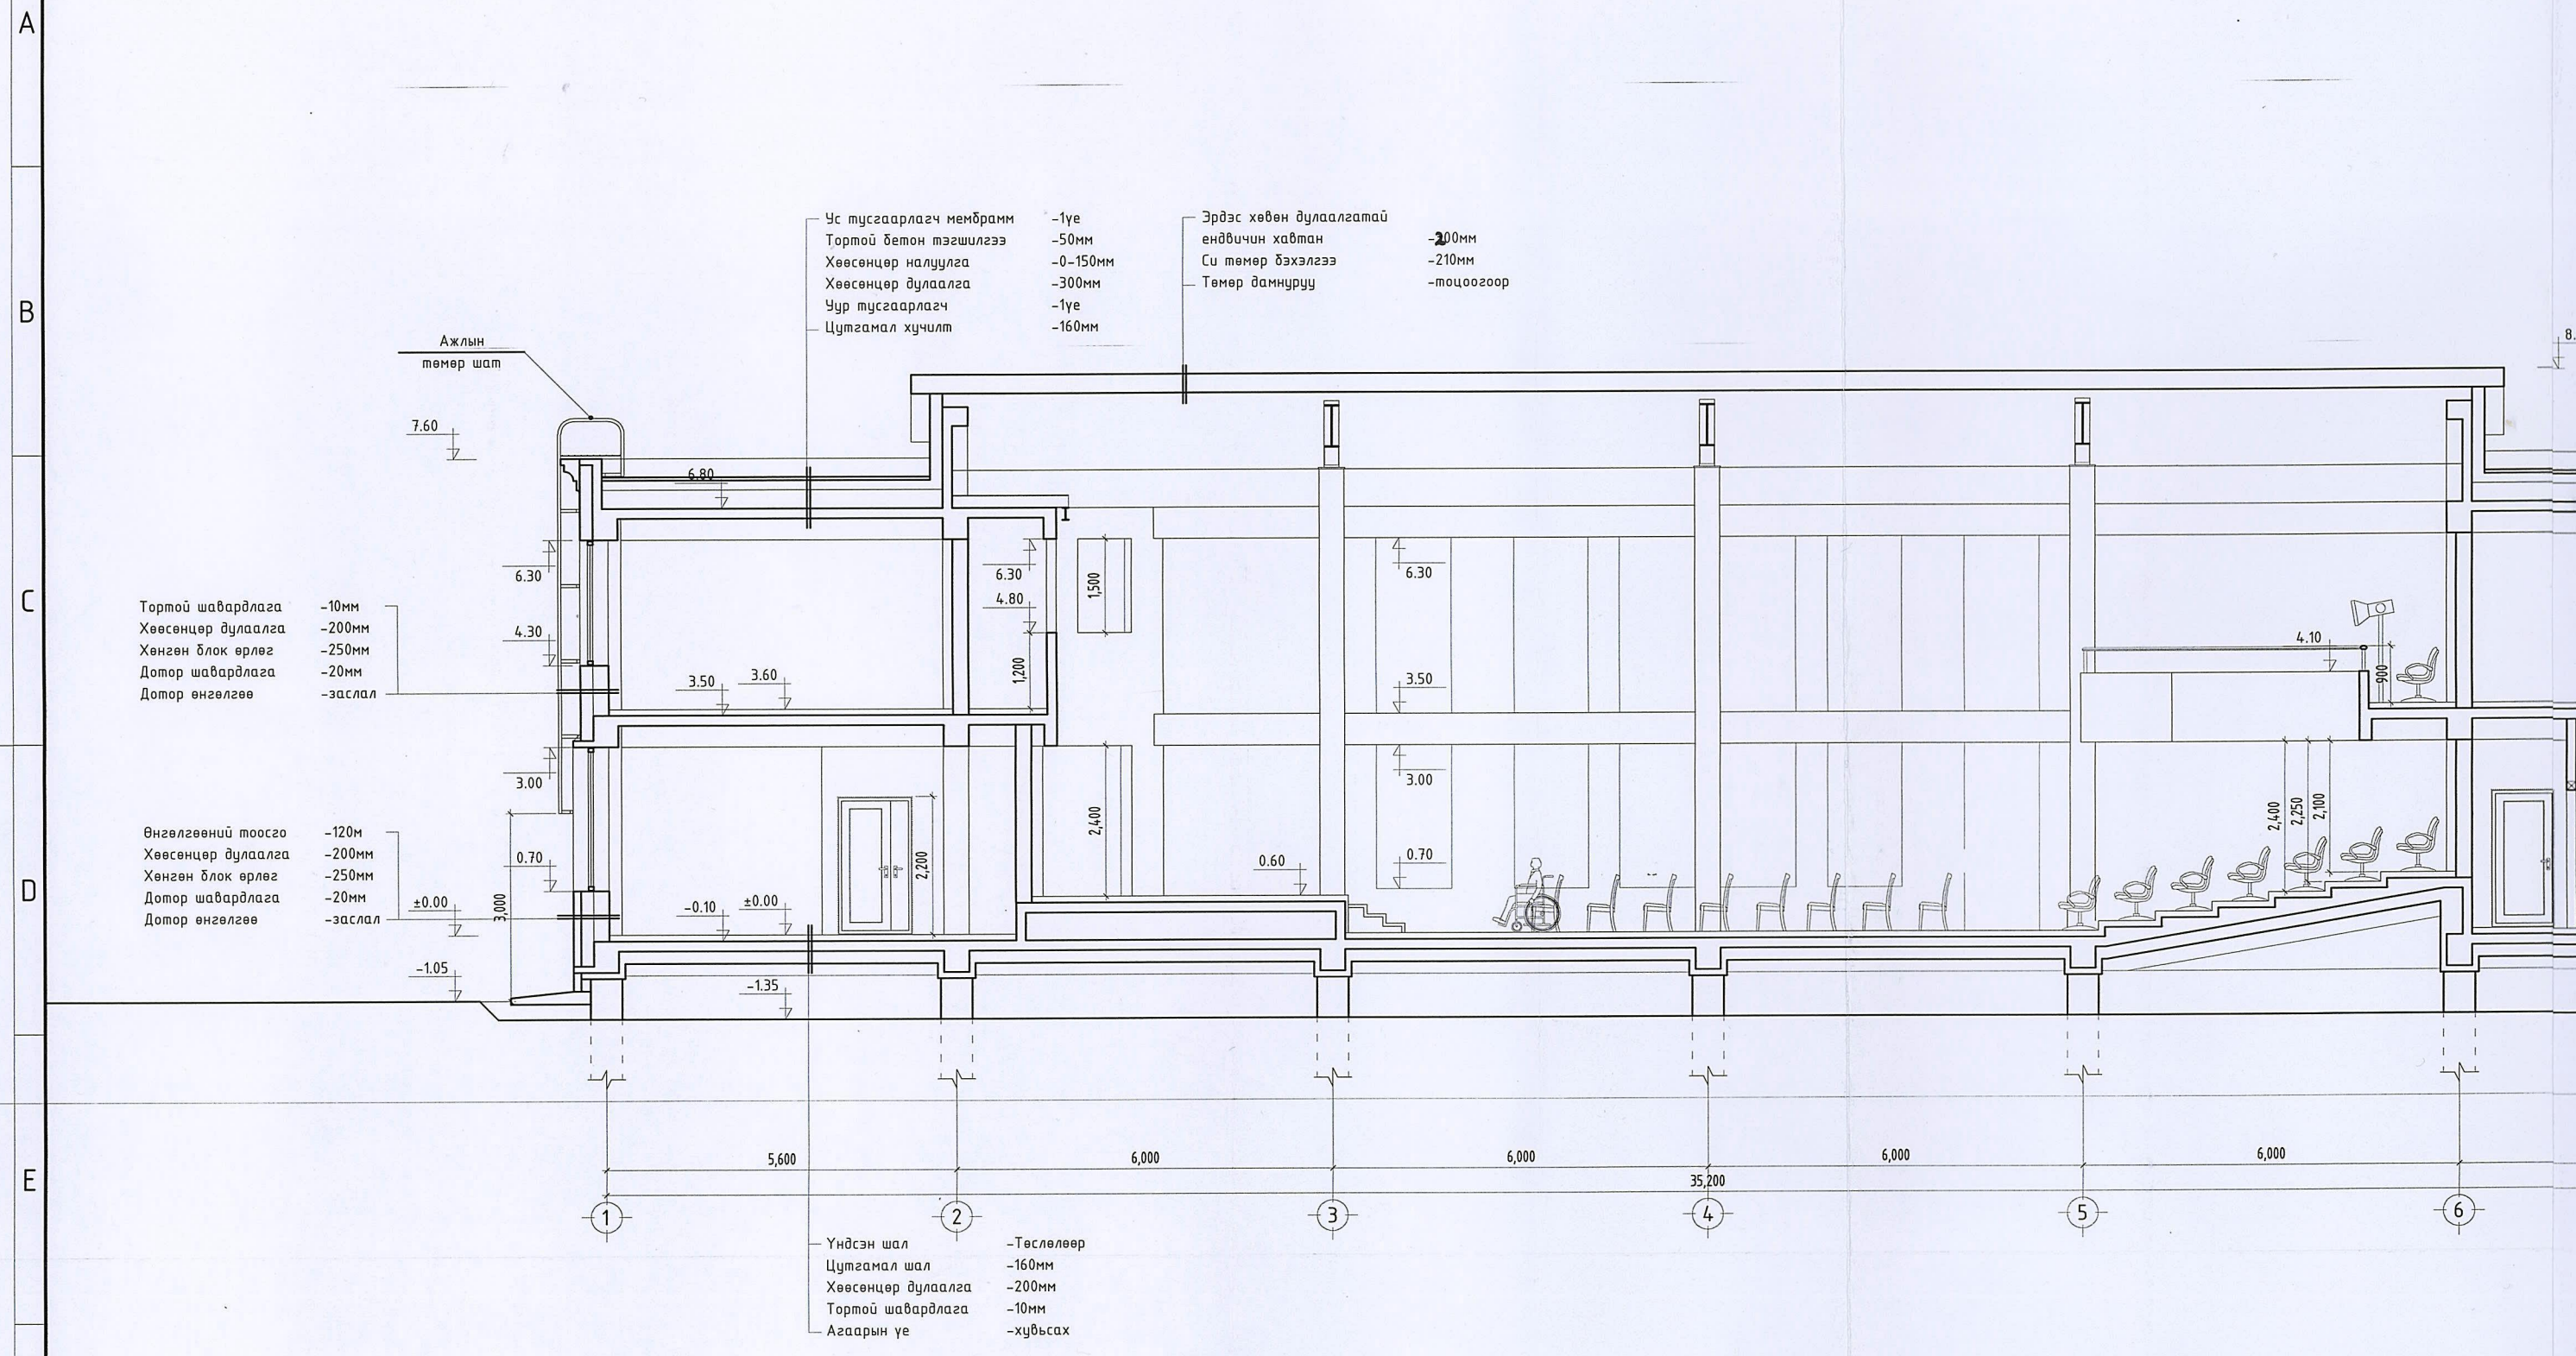 A
Ус тусгаарлагч мембрамм -1үе
Тортой бетон тэгшилгээ -50мм
Хөөсөнцөр налуулга -0-150мм
Хөөсөнцөр дулаалга -300мм
Уур тусгаарлагч -1үе
Цутгамал хучилт -160мм
Эрдэс хөвөн дулаалгатай
ендвичин хавтан -200мм
Си төмөр бэхэлгээ -210мм
Төмөр дамнуруу -тоцоогоор
B
Ажлын
төмөр шат
8.
7.60
6.80
C
6.30
6.30
1,500
6.30
4.80
4.30
1,200
4.10
900
3.50
3.60
3.50
Тортой шавардлага -10мм
Хөөсөнцөр дулаалга -200мм
Хөнгөн блок өрлөг -250мм
Дотор шавардлага -20мм
Дотор өнгөлгөө -заслал
3.00
3.00
2,400
2,400
2,250
2,100
Өнгөлгөөний тоосго -120м
Хөөсөнцөр дулаалга -200мм
Хөнгөн блок өрлөг -250мм
Дотор шавардлага -20мм
Дотор өнгөлгөө -заслал
D
0.70
2,200
0.60
0.70
±0.00
3,000
-0.10
±0.00
-1.05
-1.35
E
5,600
6,000
6,000
6,000
6,000
35,200
1
2
3
4
5
6
Үндсэн шал -Төслөлөөр
Цутгамал шал -160мм
Хөөсөнцөр дулаалга -200мм
Тортой шавардлага -10мм
Агаарын үе -хувьсах